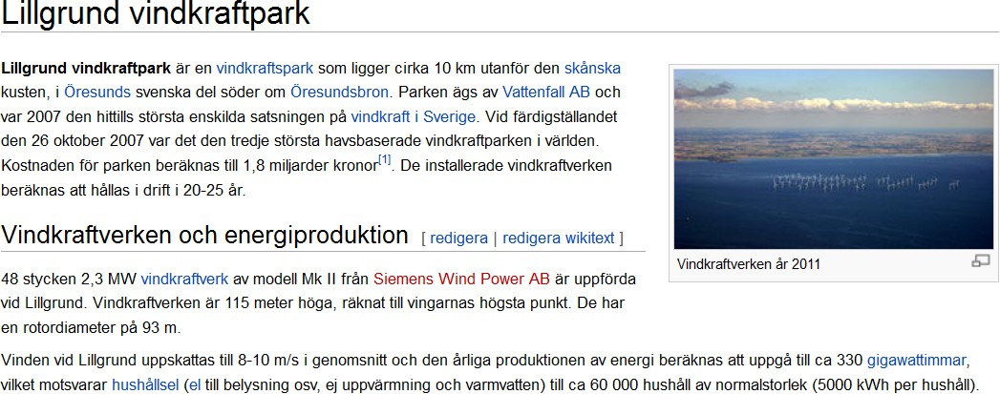 Lillgrund vindkraftpark
Lillgrund vindkraftpark är en vindkraftspark som ligger cirka 10 km utanför den skånska
kusten, i Öresunds svenska del söder om Öresundsbron. Parken ägs av Vattenfall AB och
var 2007 den hittills största enskilda satsningen på vindkraft i Sverige. Vid färdigställandet
den 26 oktober 2007 var det den tredje största havsbaserade vindkraftparken i världen.
Kostnaden för parken beräknas till 1,8 miljarder kronor[1]. De installerade vindkraftverken
beräknas att hållas i drift i 20-25 år.
Vindkraftverken år 2011
Vindkraftverken och energiproduktion [ redigera | redigera wikitext ]
48 stycken 2,3 MW vindkraftverk av modell Mk II från Siemens Wind Power AB är uppförda
vid Lillgrund. Vindkraftverken är 115 meter höga, räknat till vingarnas högsta punkt. De har
en rotordiameter på 93 m.
Vinden vid Lillgrund uppskattas till 8-10 m/s i genomsnitt och den årliga produktionen av energi beräknas att uppgå till ca 330 gigawattimmar,
vilket motsvarar hushållsel (el till belysning osv, ej uppvärmning och varmvatten) till ca 60 000 hushåll av normalstorlek (5000 kWh per hushåll).